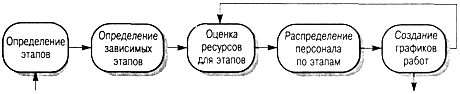 Определение
этапов
Определение
зависимых
этапов
Оценка
ресурсов
для этапов
Распределение
персонала
по этапам
Создание
графиков
работ